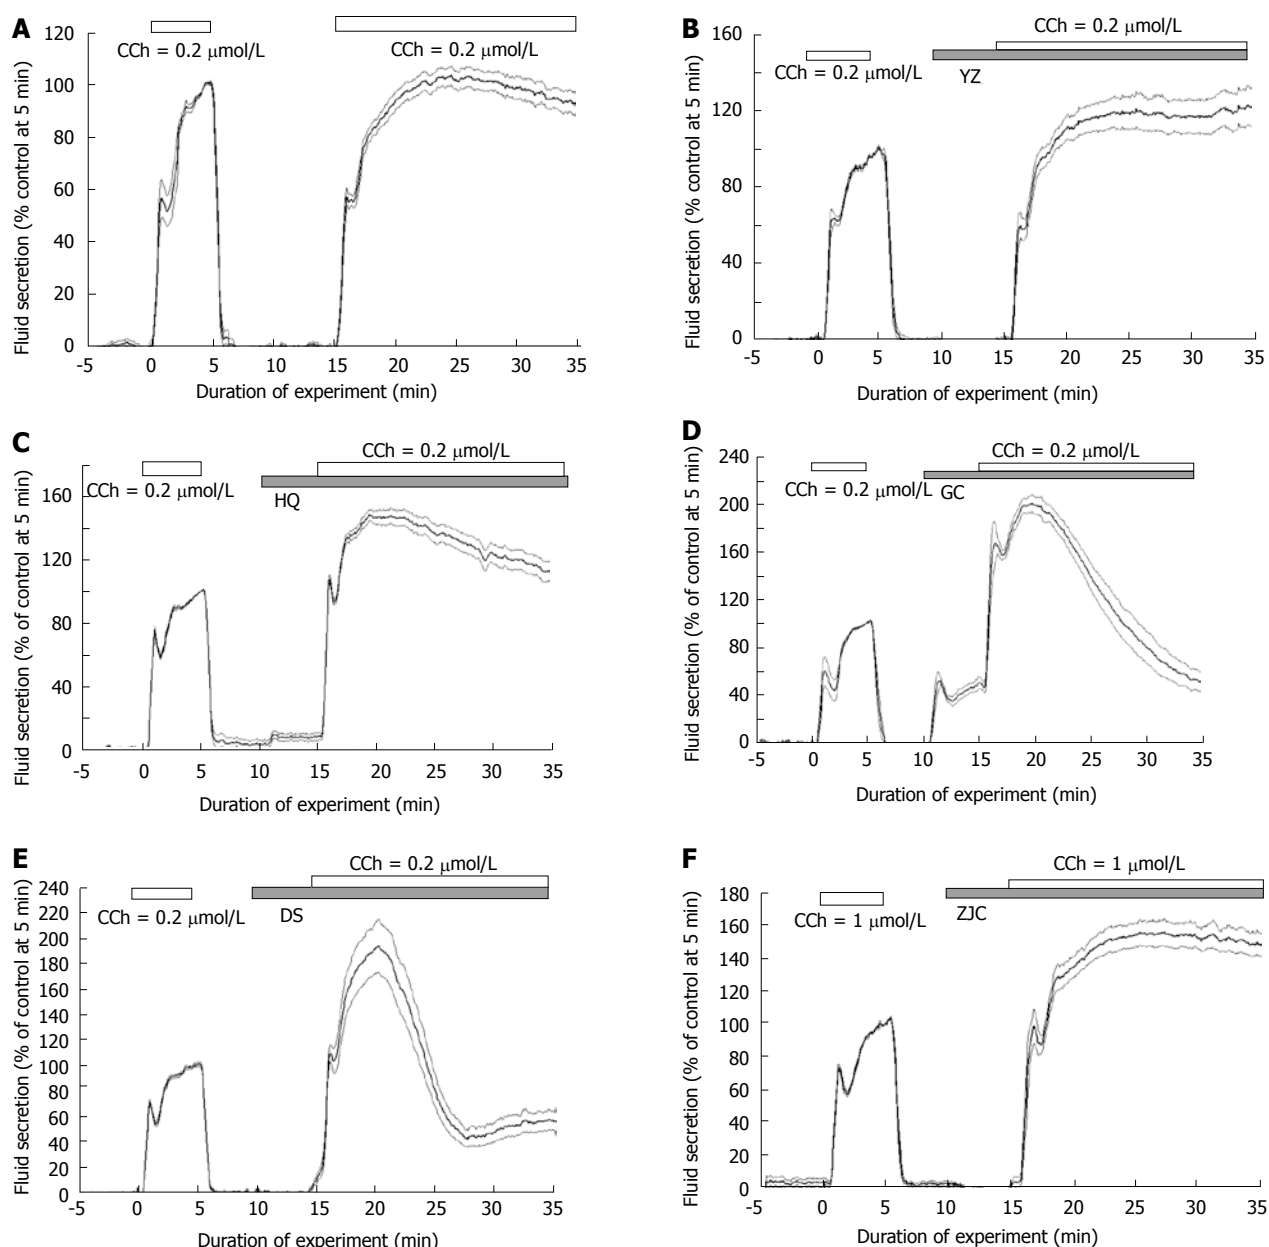 A
CCh = 0.2 μmol/L
CCh = 0.2 μmol/L
Fluid secretion (% control at 5 min)
120
100
80
60
40
20
0
-5 0 5 10 15 20 25 30 35
Duration of experiment (min)
B
CCh = 0.2 μmol/L
CCh = 0.2 μmol/L
YZ
Fluid secretion (% control at 5 min)
160
120
80
40
0
-5 0 5 10 15 20 25 30 35
Duration of experiment (min)
C
CCh = 0.2 μmol/L
CCh = 0.2 μmol/L
HQ
Fluid secretion (% of control at 5 min)
160
120
80
40
0
0 5 10 15 20 25 30 35
Duration of experiment (min)
D
CCh = 0.2 μmol/L
CCh = 0.2 μmol/L
GC
Fluid secretion (% of control at 5 min)
240
200
160
120
80
40
0
-5 0 5 10 15 20 25 30 35
Duration of experiment (min)
E
CCh = 0.2 μmol/L
CCh = 0.2 μmol/L
DS
Fluid secretion (% of control at 5 min)
240
220
200
180
160
140
120
100
80
60
40
20
0
-5 0 5 10 15 20 25 30 35
Duration of experiment (min)
F
CCh = 1 μmol/L
CCh = 1 μmol/L
ZJC
Fluid secretion (% of control at 5 min)
180
160
140
120
100
80
60
40
20
0
-5 0 5 10 15 20 25 30 35
Duration of experiment (min)